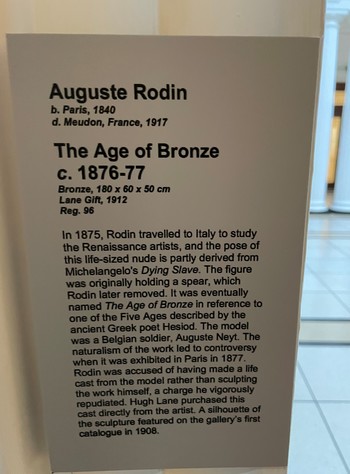 Auguste Rodin
b. Paris, 1840
d. Meudon, France, 1917
The Age of Bronze
c. 1876-77
Bronze, 180 x 60 x 50 cm
Lane Gift, 1912
Reg. 96
In 1875, Rodin travelled to Italy to study
the Renaissance artists, and the pose of
this life-sized nude is partly derived from
Michelangelo's Dying Slave. The figure
was originally holding a spear, which
Rodin later removed. It was eventually
named The Age of Bronze in reference to
one of the Five Ages described by the
ancient Greek poet Hesiod. The model
was a Belgian soldier, Auguste Neyt. The
naturalism of the work led to controversy
when it was exhibited in Paris in 1877.
Rodin was accused of having made a life
cast from the model rather than sculpting
the work himself, a charge he vigorously
repudiated. Hugh Lane purchased this
cast directly from the artist. A silhouette of
the sculpture featured on the gallery's first
catalogue in 1908.